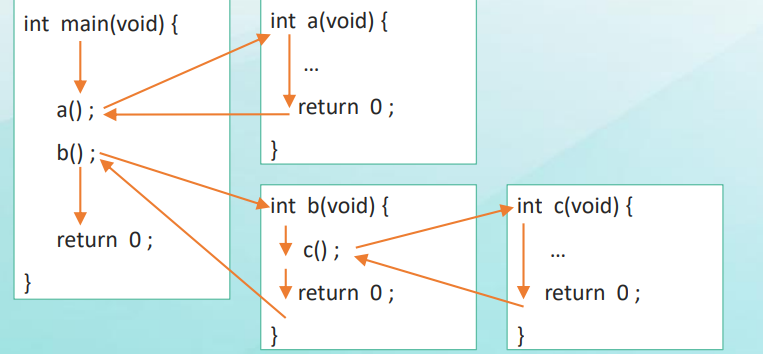 int main(void) {
a() ;
b() ;
return 0 ;
}
int a(void) {
...
return 0 ;
}
int b(void) {
c() ;
return 0 ;
}
int c(void) {
...
return 0 ;
}